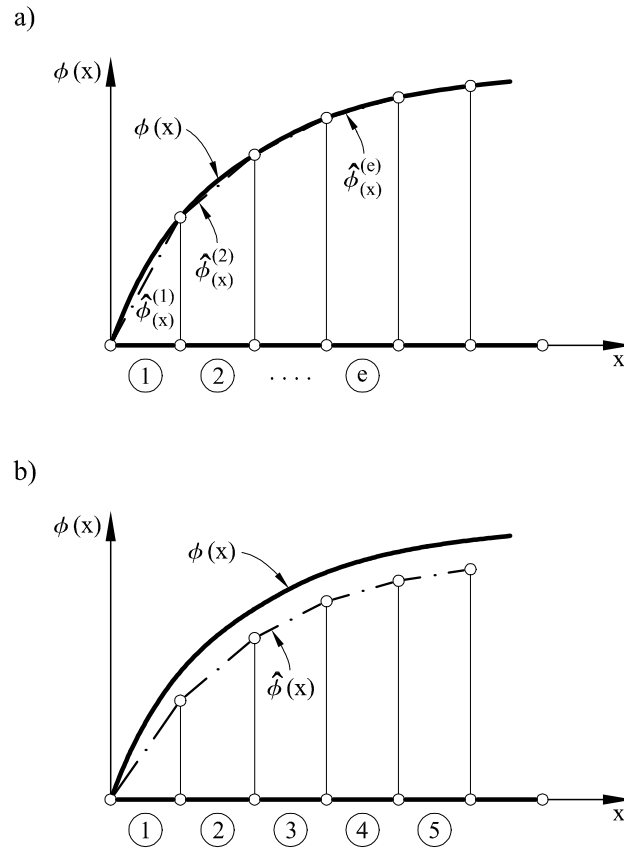 a)
ϕ (x)
ϕ (x)
ϕ̂(e)(x)
ϕ̂(2)(x)
ϕ̂(1)(x)
x
1 2 .... e
b)
ϕ (x)
ϕ (x)
ϕ̂ (x)
x
1 2 3 4 5